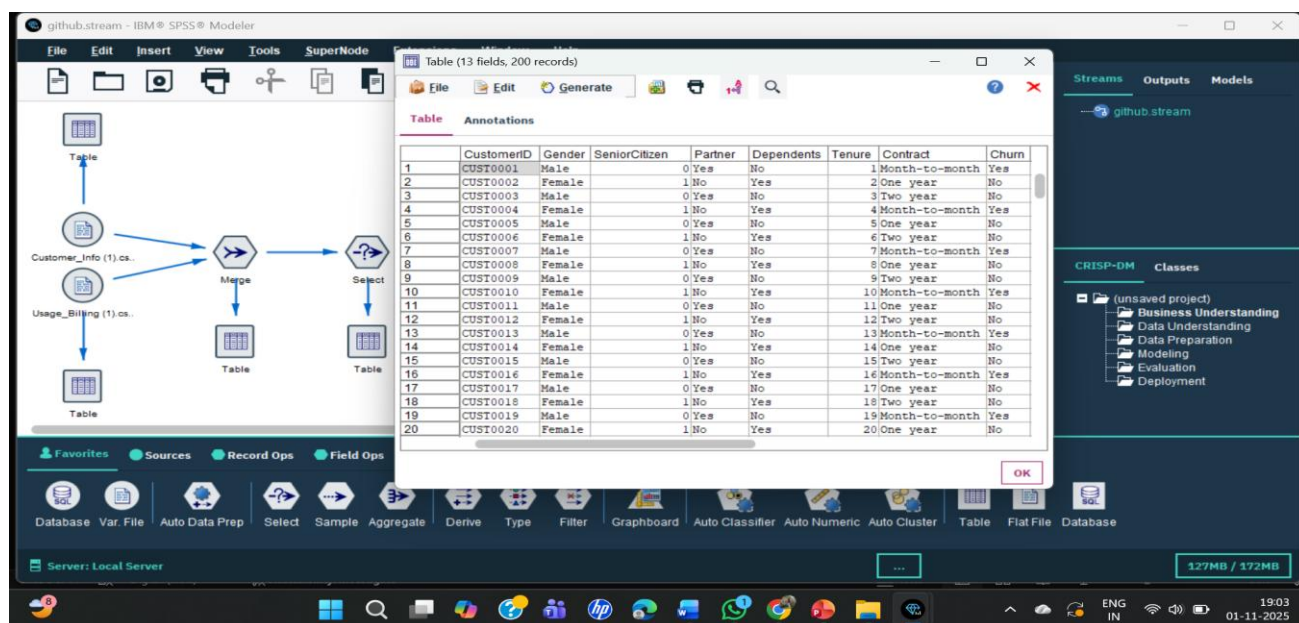 github.stream - IBM® SPSS® Modeler
File Edit Insert View Tools SuperNode
Table (13 fields, 200 records)
File Edit Generate
Table Annotations
CustomerID Gender SeniorCitizen Partner Dependents Tenure Contract Churn
1 CUST0001 Male 0 Yes No 1 Month-to-month Yes
2 CUST0002 Female 1 No Yes 2 One year No
3 CUST0003 Male 0 Yes No 3 Two year No
4 CUST0004 Female 1 No Yes 4 Month-to-month Yes
5 CUST0005 Male 0 Yes No 5 One year No
6 CUST0006 Female 1 No Yes 6 Two year No
7 CUST0007 Male 0 Yes No 7 Month-to-month Yes
8 CUST0008 Female 1 No Yes 8 One year No
9 CUST0009 Male 0 Yes No 9 Two year No
10 CUST0010 Female 1 No Yes 10 Month-to-month Yes
11 CUST0011 Male 0 Yes No 11 One year No
12 CUST0012 Female 1 No Yes 12 Two year No
13 CUST0013 Male 0 Yes No 13 Month-to-month Yes
14 CUST0014 Female 1 No Yes 14 One year No
15 CUST0015 Male 0 Yes No 15 Two year No
16 CUST0016 Female 1 No Yes 16 Month-to-month Yes
17 CUST0017 Male 0 Yes No 17 One year No
18 CUST0018 Female 1 No Yes 18 Two year No
19 CUST0019 Male 0 Yes No 19 Month-to-month Yes
20 CUST0020 Female 1 No Yes 20 One year No
OK
Table
Customer_Info (1).cs..
Merge Select
Usage_Billing (1).cs..
Table Table
Table
Streams Outputs Models
github.stream
CRISP-DM Classes
(unsaved project)
Business Understanding
Data Understanding
Data Preparation
Modeling
Evaluation
Deployment
Favorites Sources Record Ops Field Ops
Database Var. File Auto Data Prep Select Sample Aggregate Derive Type Filter Graphboard Auto Classifier Auto Numeric Auto Cluster Table Flat File Database
Server: Local Server ... 127MB / 172MB
8 ENG 19:03
IN 01-11-2025